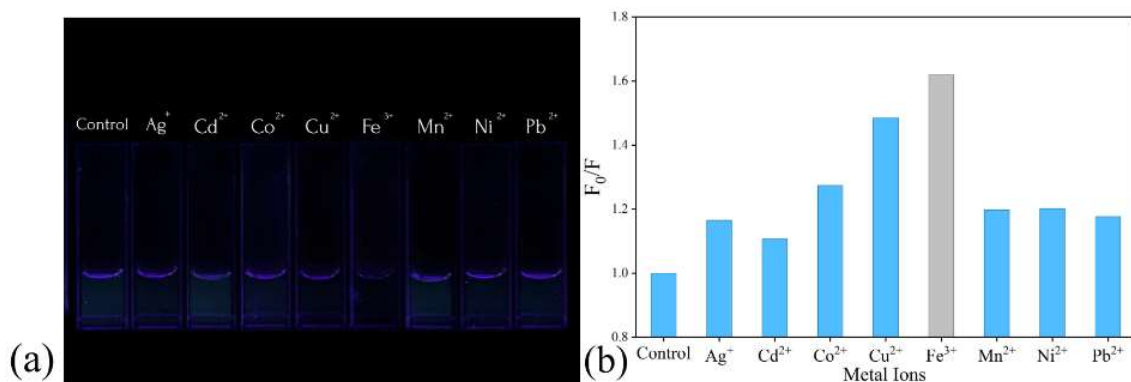 Control Ag⁺ Cd²⁺ Co²⁺ Cu²⁺ Fe³⁺ Mn²⁺ Ni²⁺ Pb²⁺
(a)
1.8
1.6
1.4
1.2
1.0
0.8
F₀/F
Control Ag⁺ Cd²⁺ Co²⁺ Cu²⁺ Fe³⁺ Mn²⁺ Ni²⁺ Pb²⁺
Metal Ions
(b)